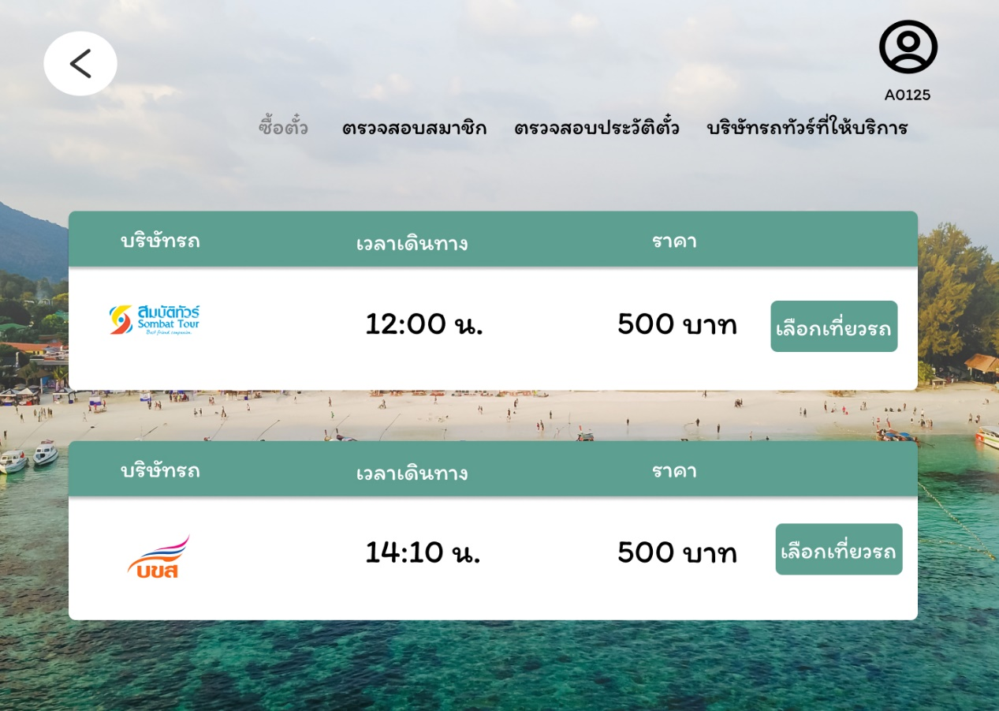 A0125
ซื้อตั๋ว ตรวจสอบสมาชิก ตรวจสอบประวัติตั๋ว บริษัทรถทัวร์ที่ให้บริการ
บริษัทรถ เวลาเดินทาง ราคา
สมบัติทัวร์
Sombat Tour
Best friend companion.
12:00 น. 500 บาท เลือกเที่ยวรถ
บริษัทรถ เวลาเดินทาง ราคา
บขส
14:10 น. 500 บาท เลือกเที่ยวรถ